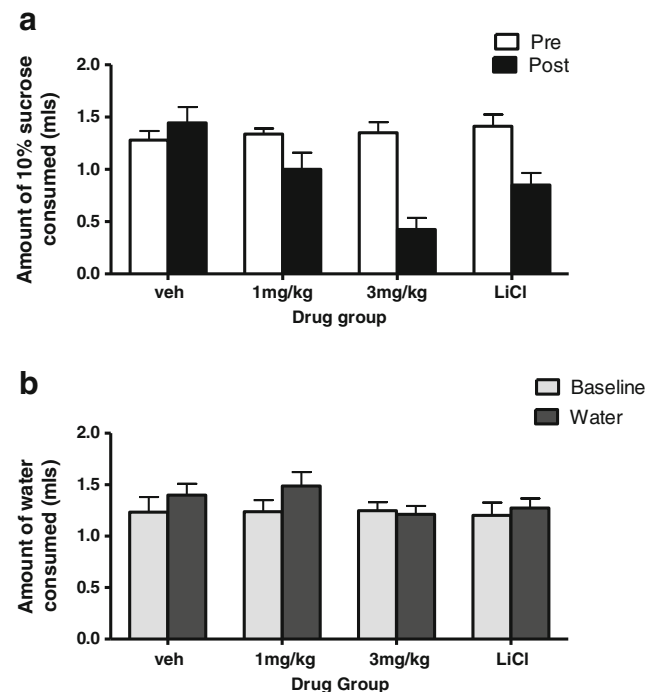 a
Pre
Post
Amount of 10% sucrose
consumed (mls)
2.0
1.5
1.0
0.5
0.0
veh 1mg/kg 3mg/kg LiCl
Drug group
b
Baseline
Water
Amount of water
consumed (mls)
2.0
1.5
1.0
0.5
0.0
veh 1mg/kg 3mg/kg LiCl
Drug Group